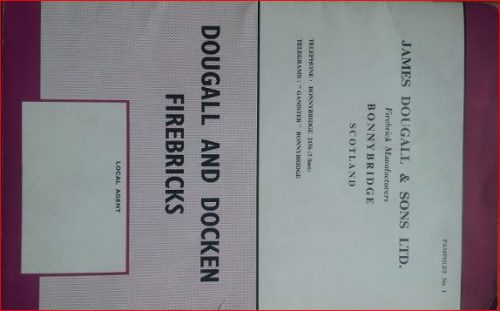 PAMPHLET No. 1
JAMES DOUGALL & SONS LTD.
Firebrick Manufacturers
BONNYBRIDGE
SCOTLAND
TELEPHONE : BONNYBRIDGE 2156 (3 lines)
TELEGRAMS : " GANISTER " BONNYBRIDGE
DOUGALL AND DOCKEN
FIREBRICKS
LOCAL AGENT